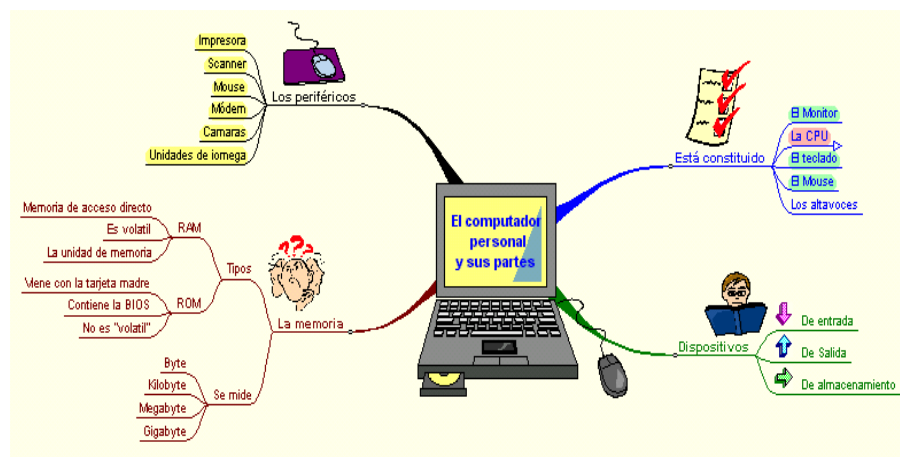 El computador
personal
y sus partes
Los periféricos
Impresora
Scanner
Mouse
Módem
Camaras
Unidades de iomega
Está constituido
El Monitor
La CPU
El teclado
El Mouse
Los altavoces
La memoria
Tipos
RAM
Memoria de acceso directo
Es volatil
La unidad de memoria
ROM
Viene con la tarjeta madre
Contiene la BIOS
No es "volatil"
Se mide
Byte
Kilobyte
Megabyte
Gigabyte
Dispositivos
De entrada
De Salida
De almacenamiento
???